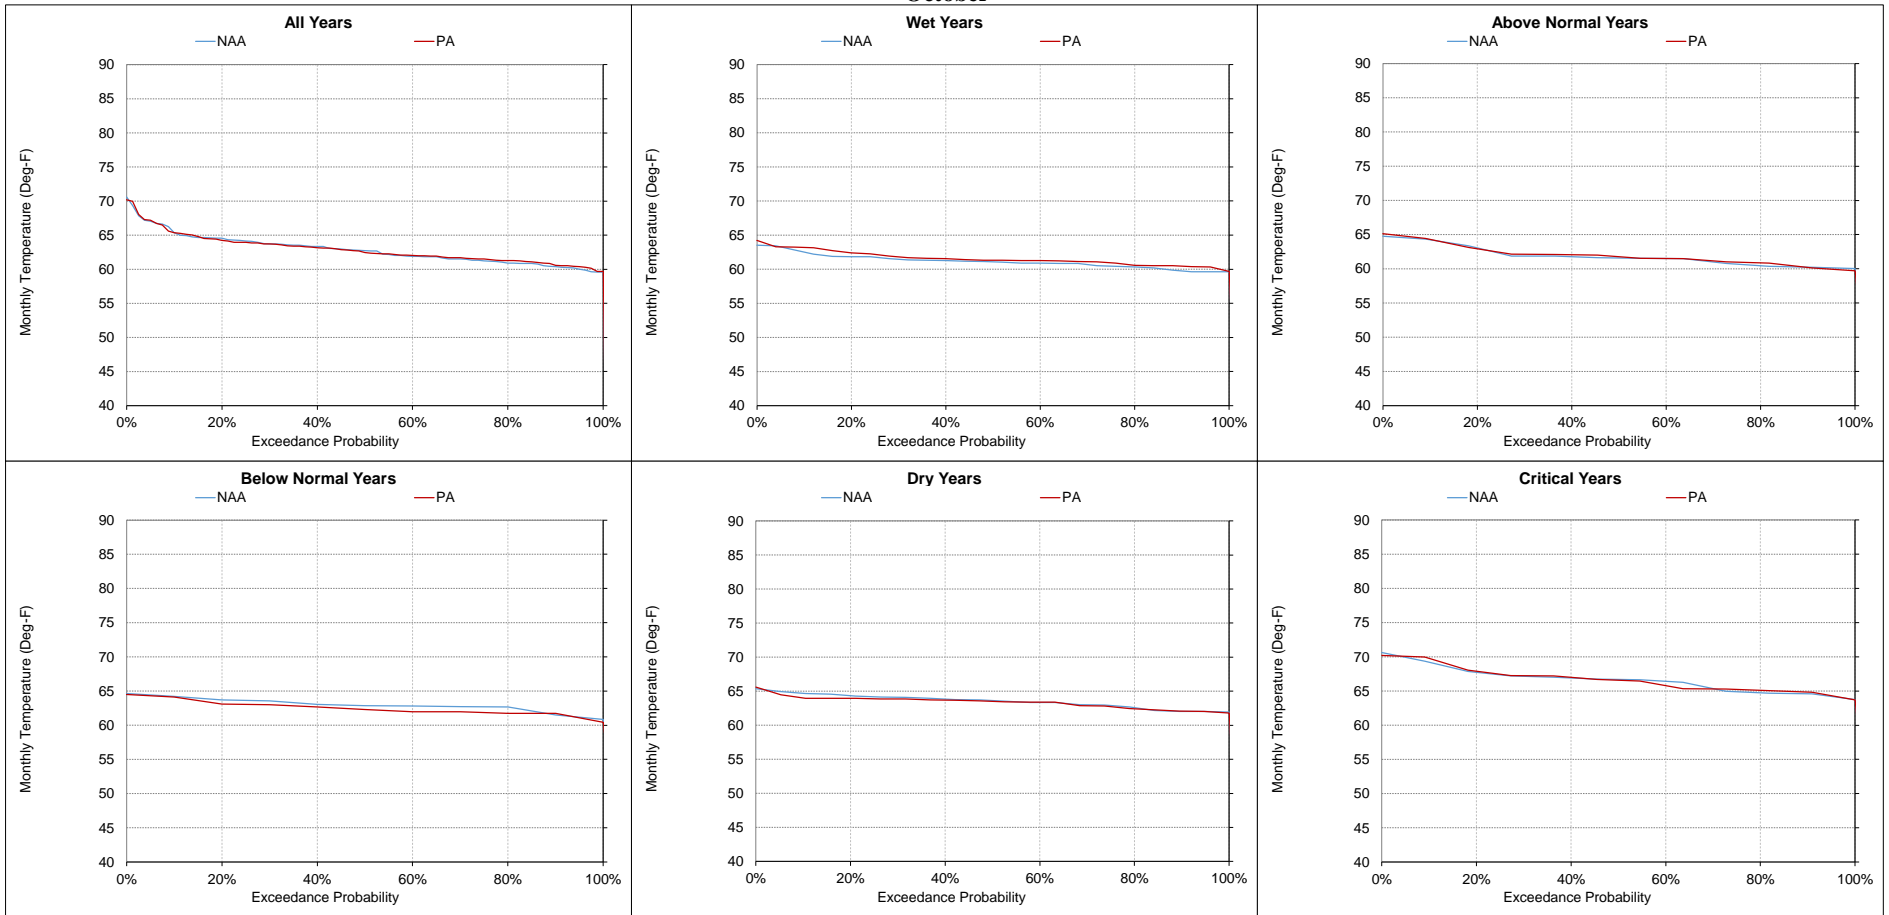 All Years
NAA PA
90
85
80
75
70
65
60
55
50
45
40
Monthly Temperature (Deg-F)
0% 20% 40% 60% 80% 100%
Exceedance Probability
Wet Years
NAA PA
90
85
80
75
70
65
60
55
50
45
40
Monthly Temperature (Deg-F)
0% 20% 40% 60% 80% 100%
Exceedance Probability
Above Normal Years
NAA PA
90
85
80
75
70
65
60
55
50
45
40
Monthly Temperature (Deg-F)
0% 20% 40% 60% 80% 100%
Exceedance Probability
Below Normal Years
NAA PA
90
85
80
75
70
65
60
55
50
45
40
Monthly Temperature (Deg-F)
0% 20% 40% 60% 80% 100%
Exceedance Probability
Dry Years
NAA PA
90
85
80
75
70
65
60
55
50
45
40
Monthly Temperature (Deg-F)
0% 20% 40% 60% 80% 100%
Exceedance Probability
Critical Years
NAA PA
90
85
80
75
70
65
60
55
50
45
40
Monthly Temperature (Deg-F)
0% 20% 40% 60% 80% 100%
Exceedance Probability